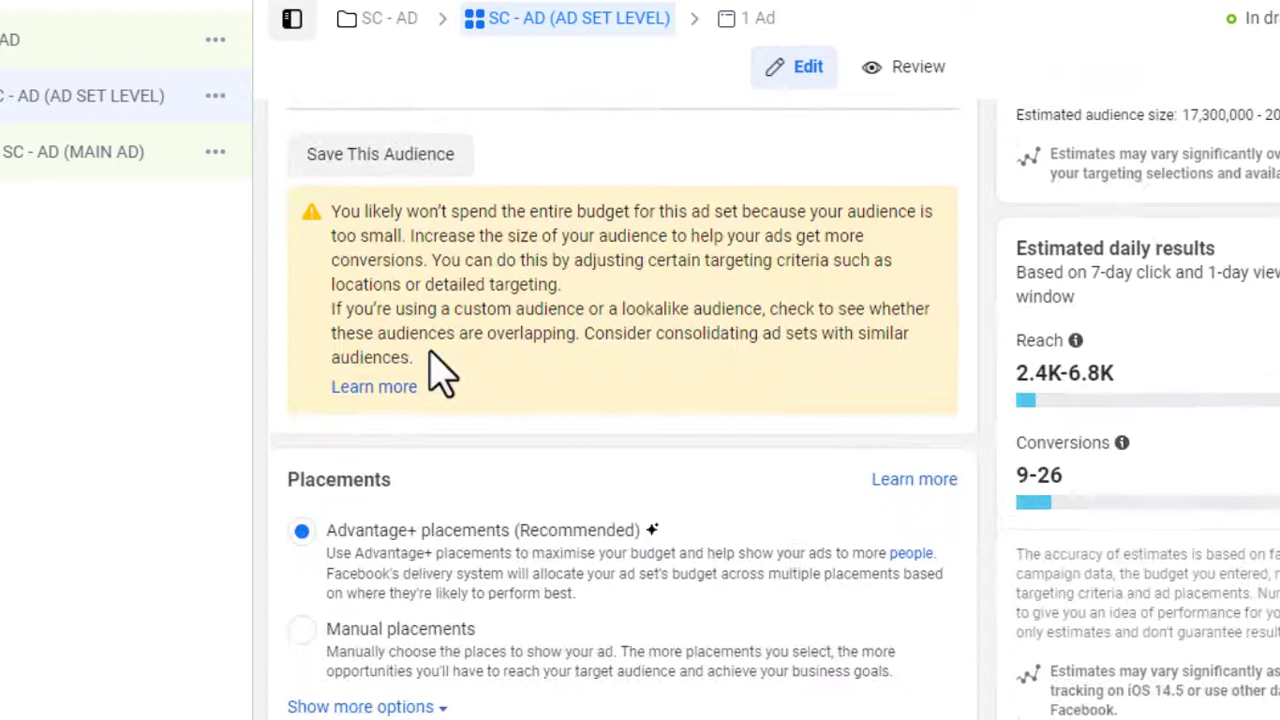 AD
SC - AD
SC - AD (AD SET LEVEL)
1 Ad
In
Edit
Review
- AD (AD SET LEVEL)
SC - AD (MAIN AD)
Save This Audience
You likely won't spend the entire budget for this ad set because your audience is
too small. Increase the size of your audience to help your ads get more
conversions. You can do this by adjusting certain targeting criteria such as
locations or detailed targeting.
If you're using a custom audience or a lookalike audience, check to see whether
these audiences are overlapping. Consider consolidating ad sets with similar
audiences.
Learn more
Placements
Learn more
Advantage+ placements (Recommended)
Use Advantage+ placements to maximise your budget and help show your ads to more people.
Facebook's delivery system will allocate your ad set's budget across multiple placements based
on where they're likely to perform best.
Manual placements
Manually choose the places to show your ad. The more placements you select, the more
opportunities you'll have to reach your target audience and achieve your business goals.
Show more options
Estimated audience size: 17,300,000 - 20
Estimates may vary significantly
your targeting selections and
Estimated daily results
Based on 7-day click and 1-day
window
Reach
2.4K-6.8K
Conversions
9-26
The accuracy of estimates is based on
campaign data, the budget you entered,
targeting criteria and ad placements.
to give you an idea of performance for
only estimates and don't guarantee
Estimates may vary significantly
tracking on iOS 14.5 or use other
Facebook.